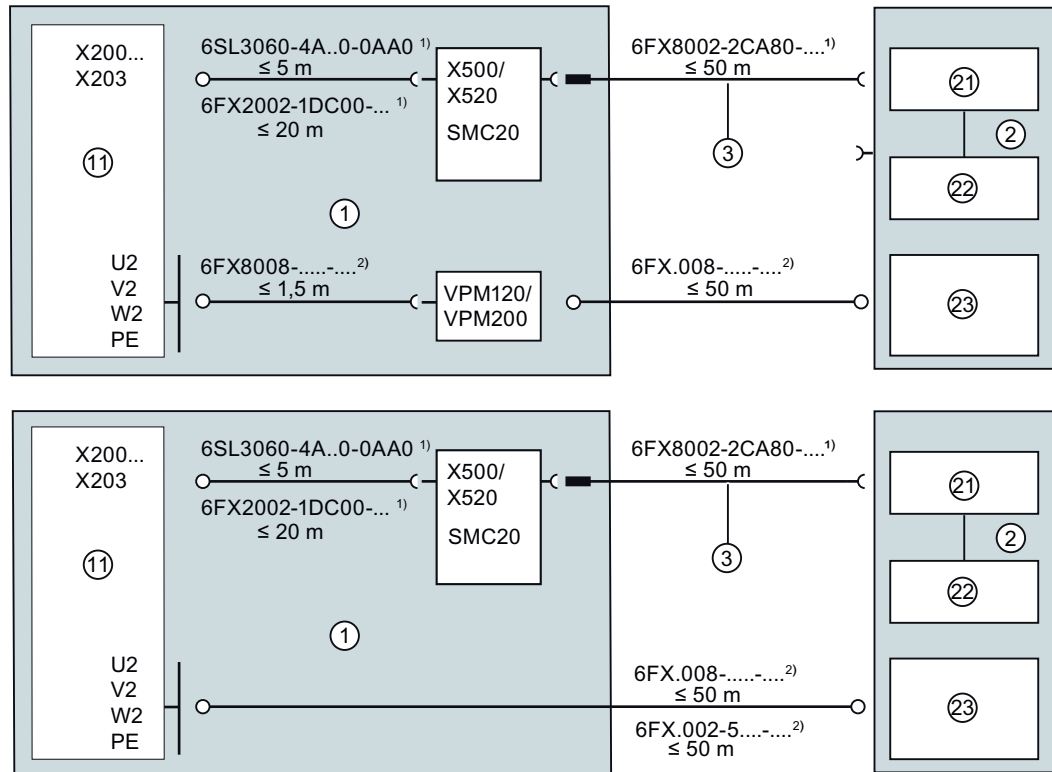 X200...
X203
6SL3060-4A..0-0AA0 1)
≤ 5 m
6FX2002-1DC00-... 1)
≤ 20 m
X500/
X520
SMC20
6FX8002-2CA80-....1)
≤ 50 m
3
21
2
22
11
1
U2
V2
W2
PE
6FX8008-.....-....2)
≤ 1,5 m
VPM120/
VPM200
6FX.008-.....-....2)
≤ 50 m
23
X200...
X203
6SL3060-4A..0-0AA0 1)
≤ 5 m
6FX2002-1DC00-... 1)
≤ 20 m
X500/
X520
SMC20
6FX8002-2CA80-....1)
≤ 50 m
3
21
2
22
11
1
U2
V2
W2
PE
6FX.008-.....-....2)
≤ 50 m
6FX.002-5....-....2)
≤ 50 m
23